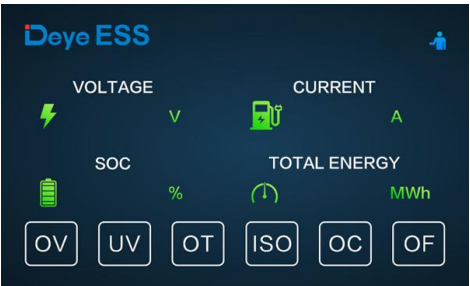 Deye ESS
VOLTAGE CURRENT
V A
SOC TOTAL ENERGY
% MWh
OV UV OT ISO OC OF